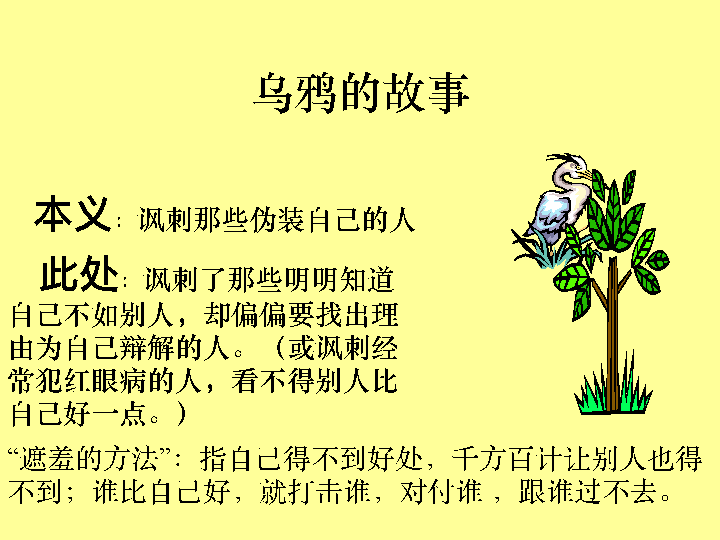 乌鸦的故事
本义：讽刺那些伪装自己的人
此处：讽刺了那些明明知道
自己不如别人，却偏偏要找出理
由为自己辩解的人。（或讽刺经
常犯红眼病的人，看不得别人比
自己好一点。）
“遮羞的方法”：指自己得不到好处，千方百计让别人也得
不到；谁比自己好，就打击谁，对付谁，跟谁过不去。